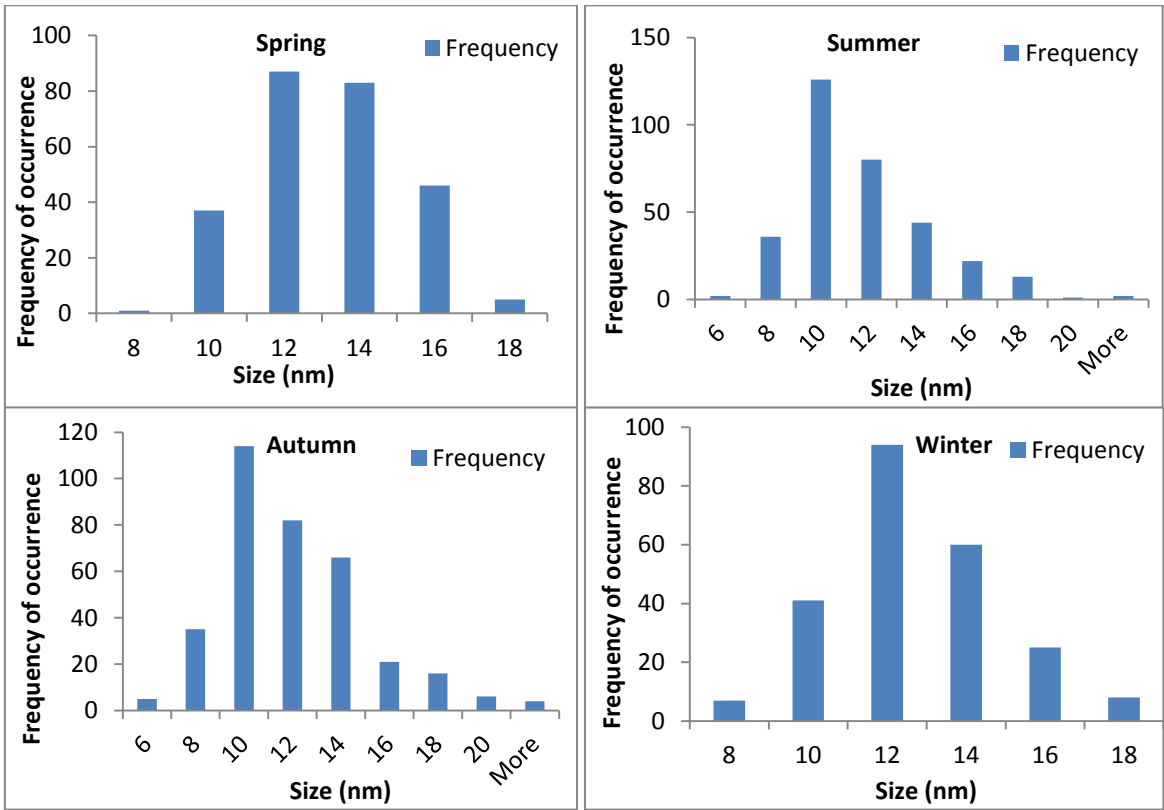 Spring
Frequency
Frequency of occurrence
100
80
60
40
20
0
8 10 12 14 16 18
Size (nm)
Summer
Frequency
Frequency of occurrence
150
100
50
0
6 8 10 12 14 16 18 20 More
Size (nm)
Autumn
Frequency
Frequency of occurrence
120
100
80
60
40
20
0
6 8 10 12 14 16 18 20 More
Size (nm)
Winter
Frequency
Frequency of occurrence
100
80
60
40
20
0
8 10 12 14 16 18
Size (nm)